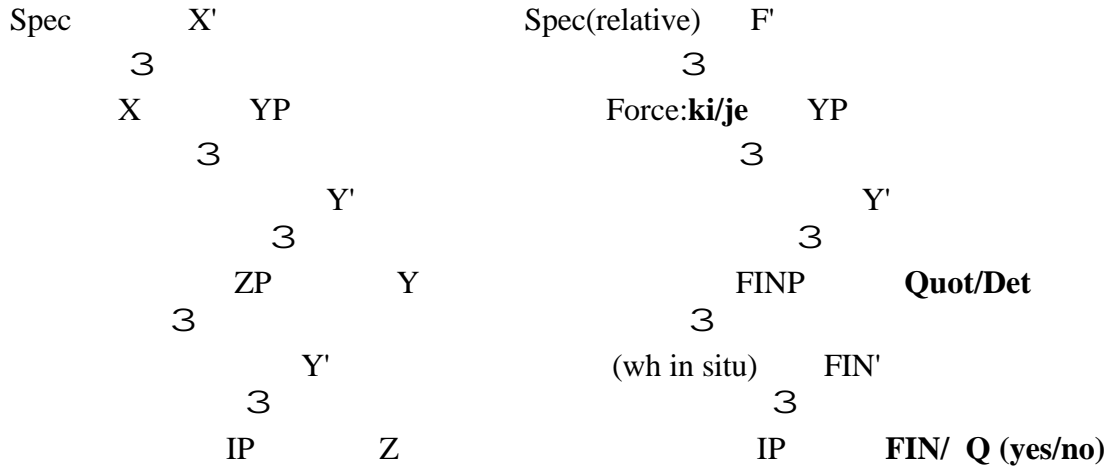 Spec X' Spec(relative) F'
3 3
X YP Force:ki/je YP
3 3
Y' Y'
3 3
ZP Y FINP Quot/Det
3 3
Y' (wh in situ) FIN'
3 3
IP Z IP FIN/ Q (yes/no)